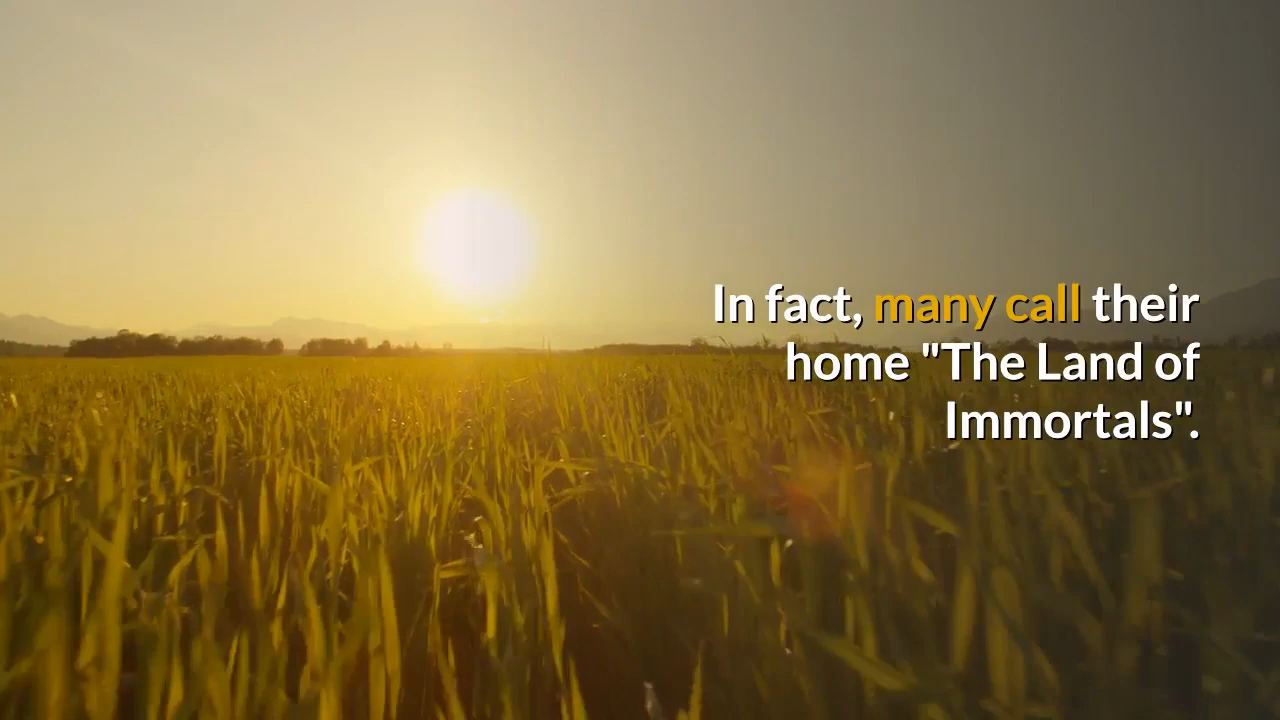 In fact, many call their
home "The Land of
Immortals".